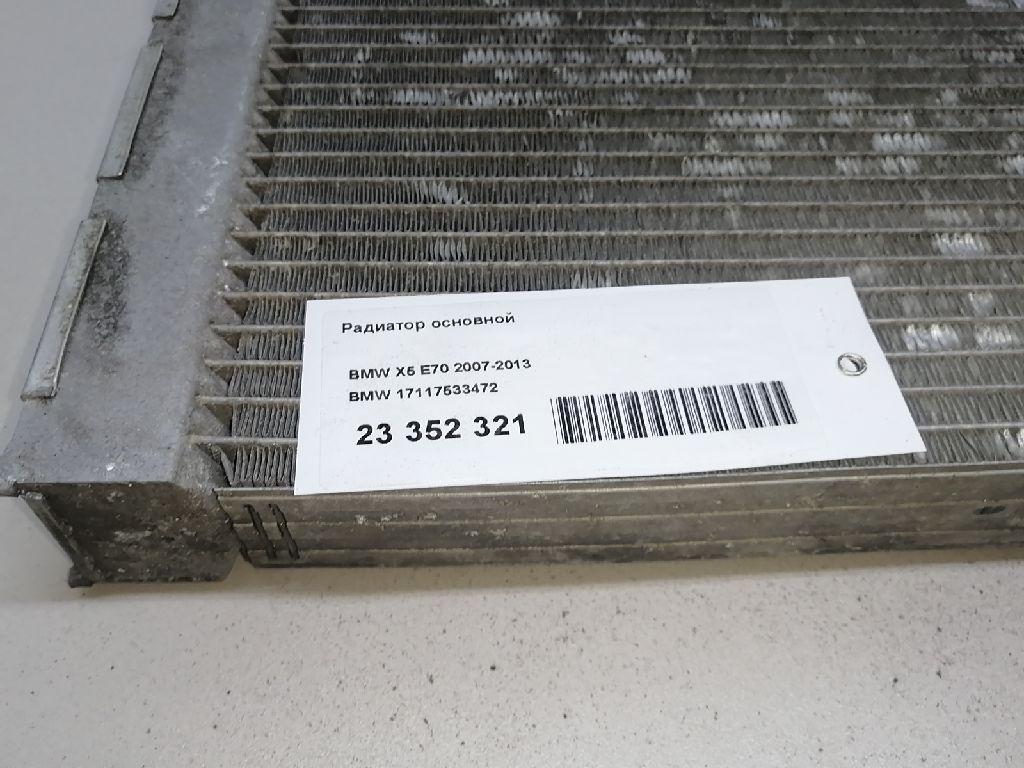 Радиатор основной
BMW X5 E70 2007-2013
BMW 17117533472
23 352 321